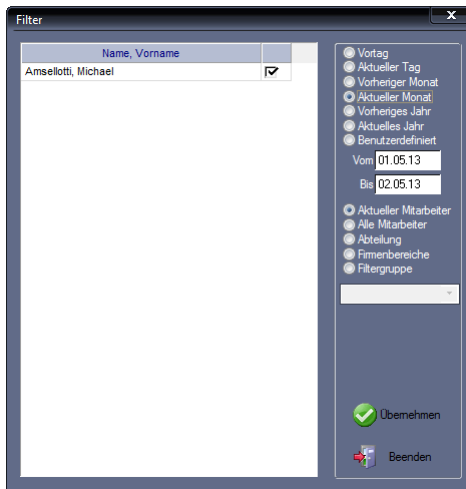 Filter
Name, Vorname
Amsellotti, Michael
Vortag
Aktueller Tag
Vorheriger Monat
Aktueller Monat
Vorheriges Jahr
Aktuelles Jahr
Benutzerdefiniert
Vom 01.05.13
Bis 02.05.13
Aktueller Mitarbeiter
Alle Mitarbeiter
Abteilung
Firmenbereiche
Filtergruppe
Übernehmen
Beenden